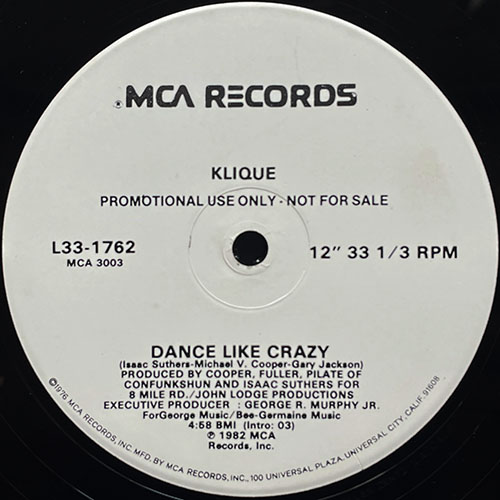 MCA RECORDS
KLIQUE
PROMOTIONAL USE ONLY - NOT FOR SALE
L33-1762
MCA 3003
12" 33 1/3 RPM
DANCE LIKE CRAZY
(Isaac Suthers-Michael V. Cooper-Gary Jackson)
PRODUCED BY COOPER, FULLER, PILATE OF
CONFUNKSHUN AND ISAAC SUTHERS FOR
8 MILE RD./JOHN LODGE PRODUCTIONS
EXECUTIVE PRODUCER : GEORGE R. MURPHY JR.
ForGeorge Music/Bee-Germaine Music
4:58 BMI (Intro: 03)
℗ 1982 MCA
Records, Inc.
©1976 MCA RECORDS, INC. MFG. BY MCA RECORDS, INC., 100 UNIVERSAL PLAZA, UNIVERSAL CITY, CALIF. 91608